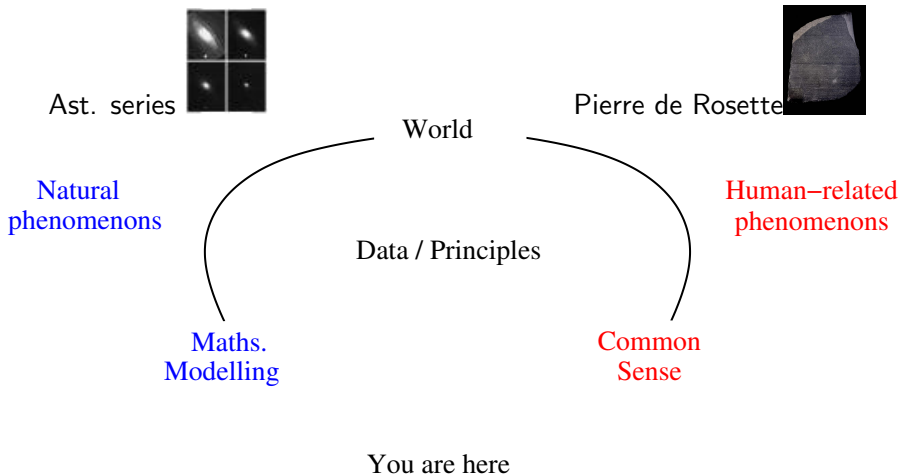 Ast. series
Pierre de Rosette
World
Natural
phenomenons
Human−related
phenomenons
Data / Principles
Maths.
Modelling
Common
Sense
You are here